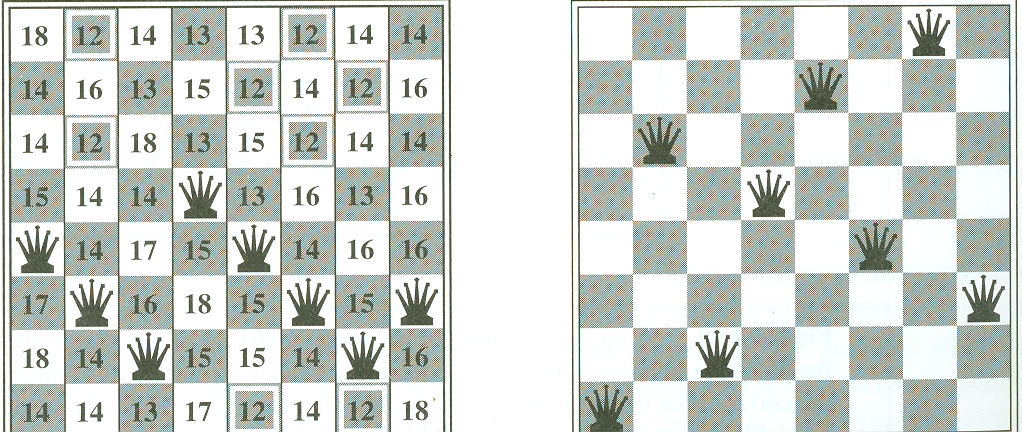 18 12 14 13 13 12 14 14
14 16 13 15 12 14 12 16
14 12 18 13 15 12 14 14
15 14 14 13 16 13 16
14 17 15 14 16 16
17 16 18 15 15
18 14 15 15 14 16
14 14 13 17 12 14 12 18